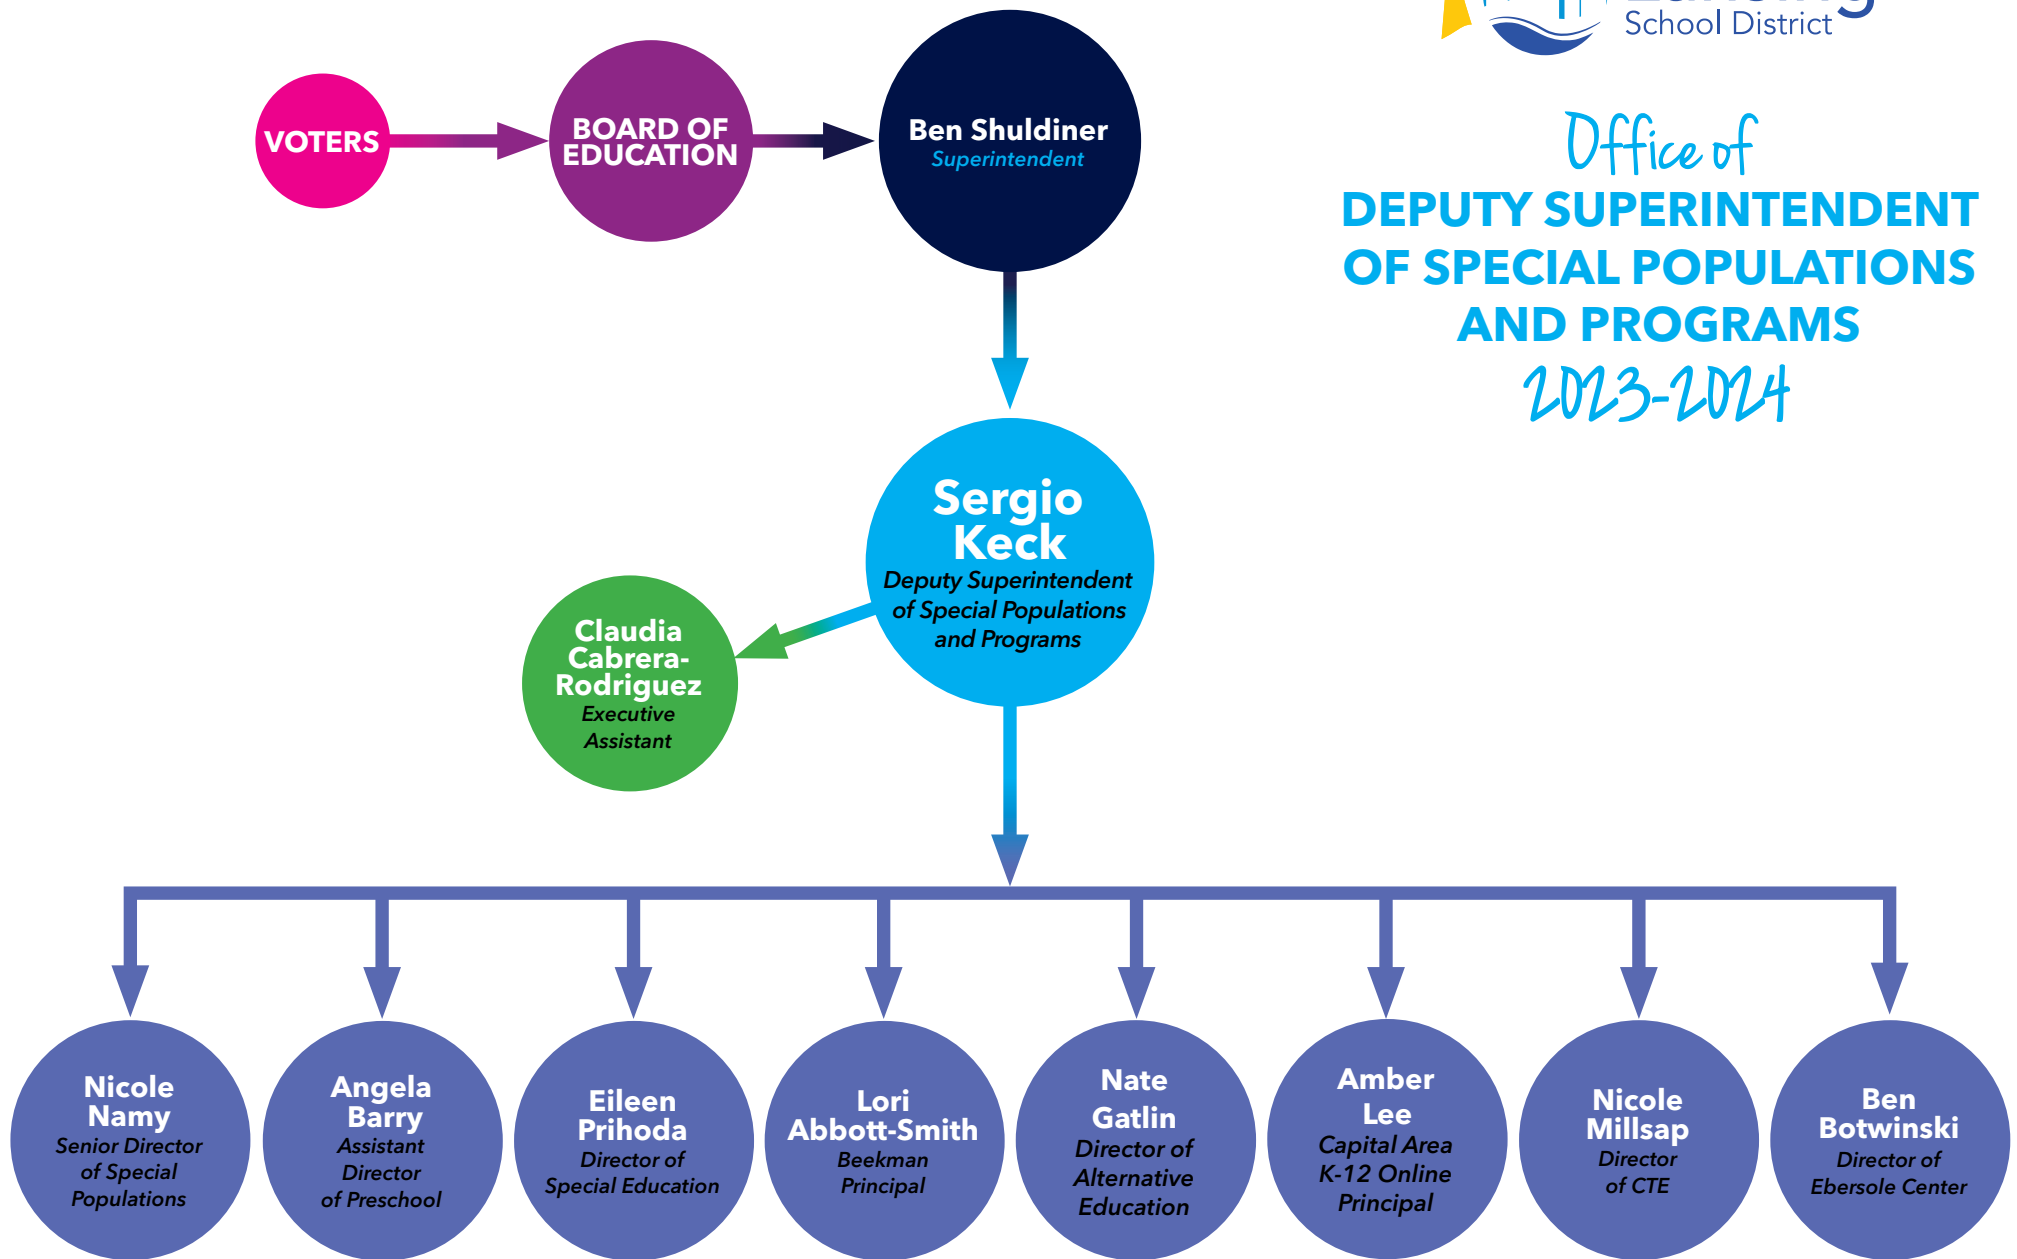 School District
Office of
DEPUTY SUPERINTENDENT
OF SPECIAL POPULATIONS
AND PROGRAMS
2023-2024
VOTERS
BOARD OF
EDUCATION
Ben Shuldiner
Superintendent
Sergio
Keck
Deputy Superintendent
of Special Populations
and Programs
Claudia
Cabrera-
Rodriguez
Executive
Assistant
Nicole
Namy
Senior Director
of Special
Populations
Angela
Barry
Assistant
Director
of Preschool
Eileen
Prihoda
Director of
Special Education
Lori
Abbott-Smith
Beekman
Principal
Nate
Gatlin
Director of
Alternative
Education
Amber
Lee
Capital Area
K-12 Online
Principal
Nicole
Millsap
Director
of CTE
Ben
Botwinski
Director of
Ebersole Center